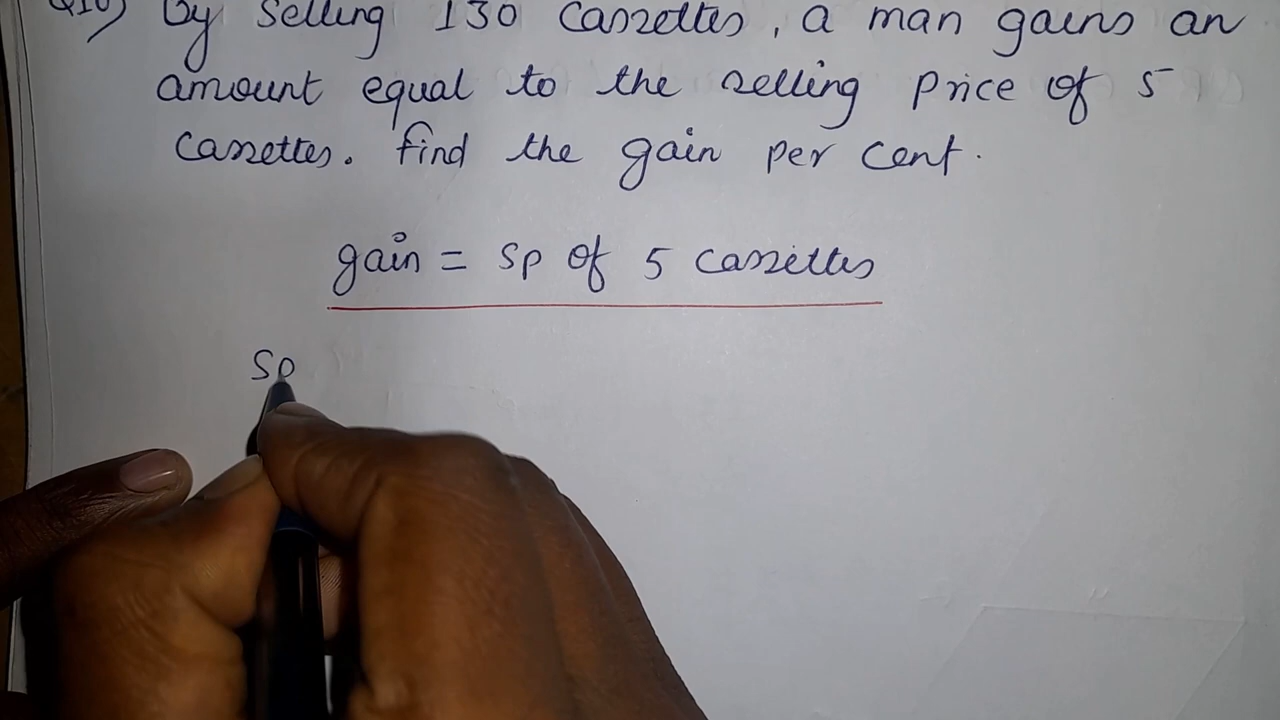 Q10) By selling 130 cassettes, a man gains an
amount equal to the selling price of 5
cassettes. find the gain per cent.
gain = SP of 5 cassettes
SP